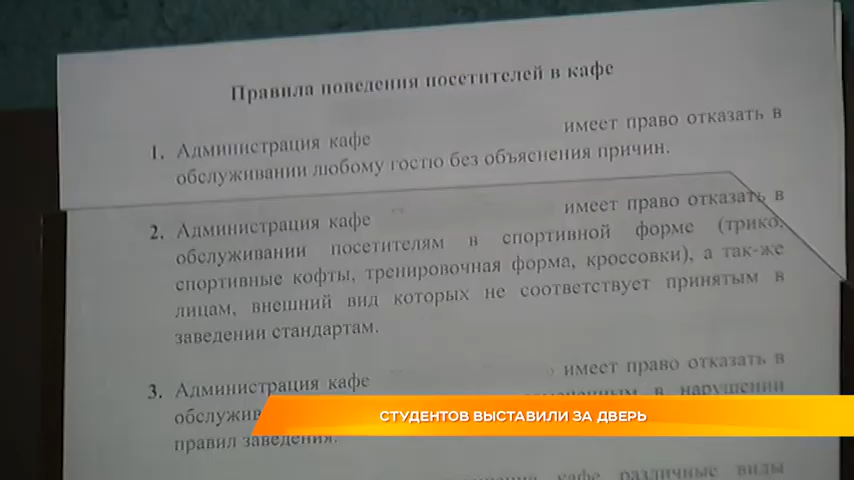 Правила поведения посетителей в кафе
1. Администрация кафе имеет право отказать в
обслуживании любому гостю без объяснения причин.
2. Администрация кафе имеет право отказать в
обслуживании посетителям в спортивной форме (трико,
спортивные кофты, тренировочная форма, кроссовки), а так-же
лицам, внешний вид которых не соответствует принятым в
заведении стандартам.
3. Администрация кафе имеет право отказать в
в нарушении
правил заведения.
СТУДЕНТОВ ВЫСТАВИЛИ ЗА ДВЕРЬ
кафе различные виды